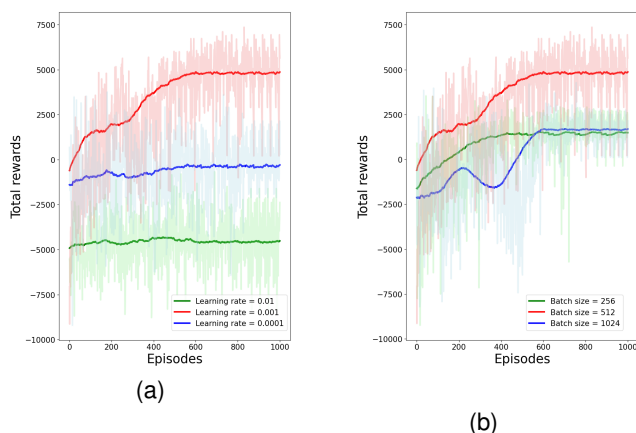 7500
5000
2500
0
−2500
−5000
−7500
−10000
Total rewards
0
200
400
600
800
1000
Episodes
Learning rate = 0.01
Learning rate = 0.001
Learning rate = 0.0001
(a)
7500
5000
2500
0
−2500
−5000
−7500
−10000
Total rewards
0
200
400
600
800
1000
Episodes
Batch size = 256
Batch size = 512
Batch size = 1024
(b)